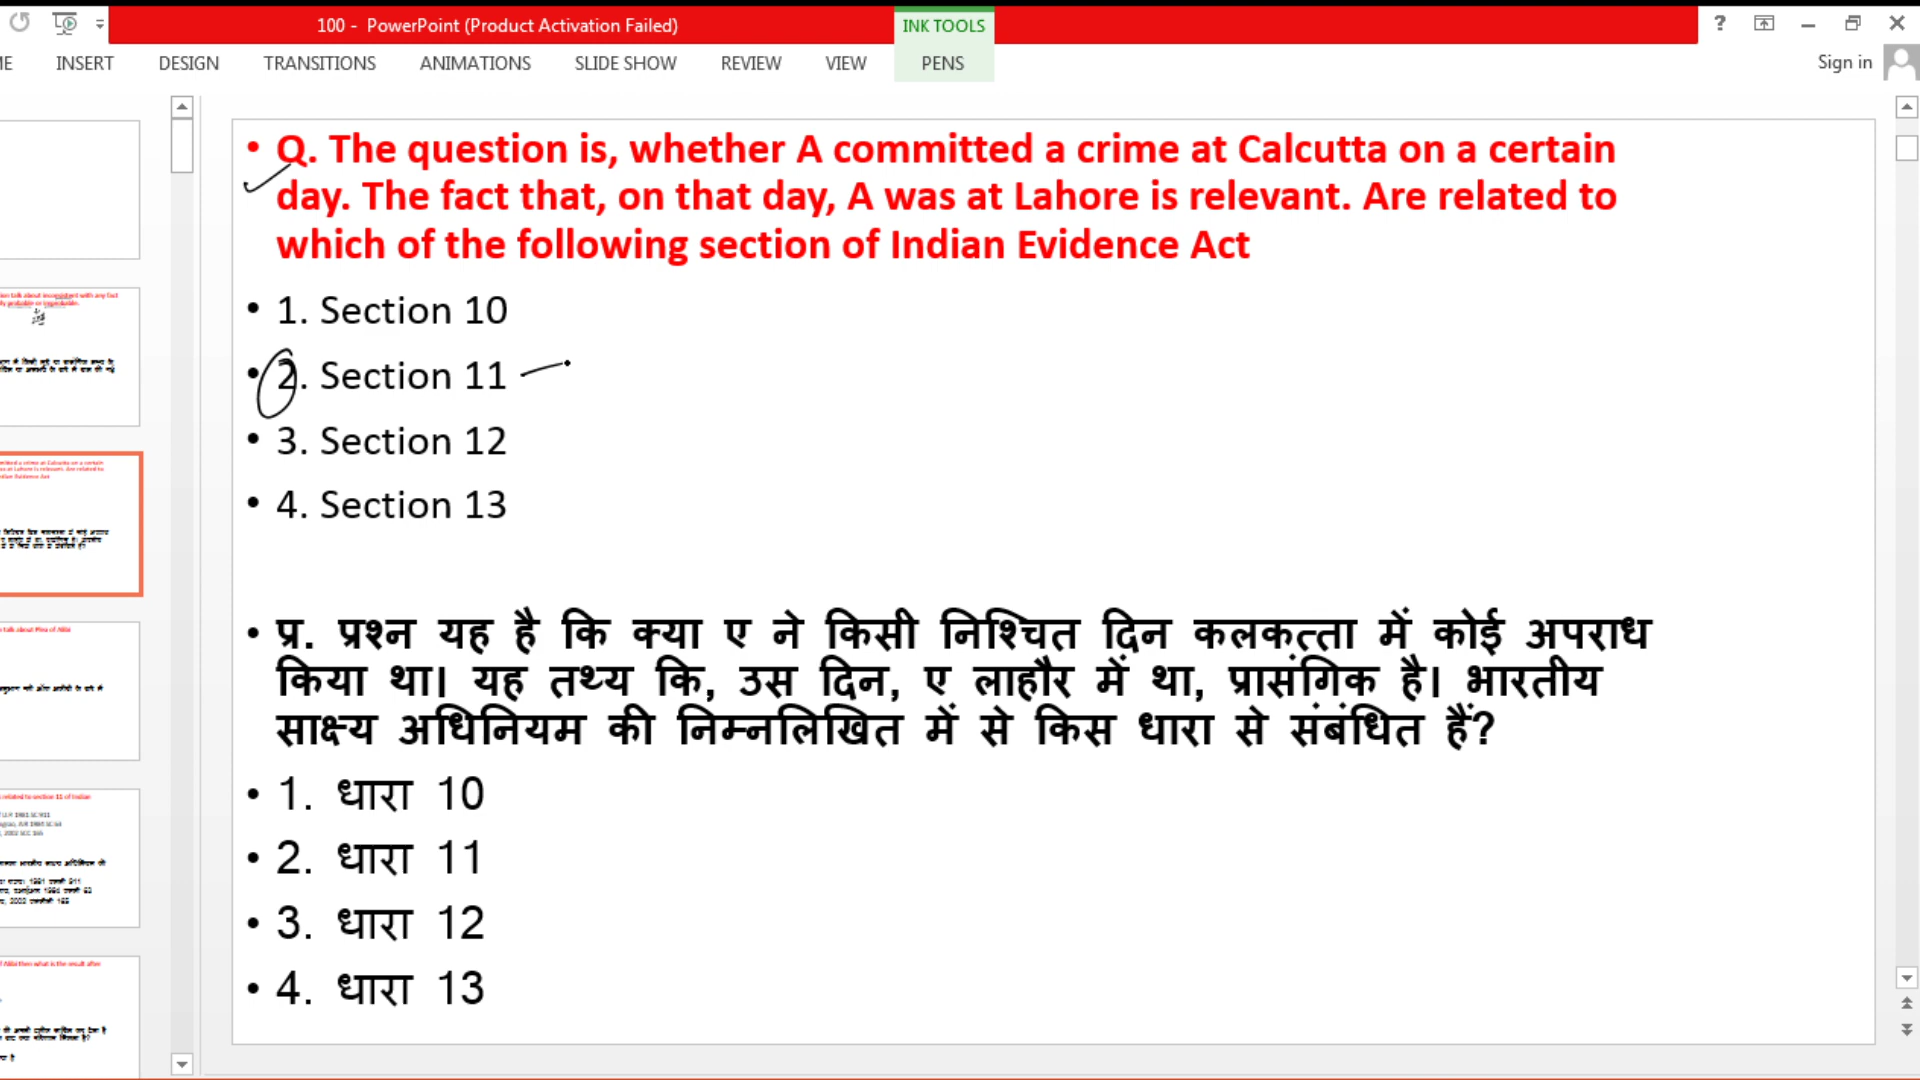 100 - PowerPoint (Product Activation Failed)
INK TOOLS
?
ME INSERT DESIGN TRANSITIONS ANIMATIONS SLIDE SHOW REVIEW VIEW PENS
Sign in
• Q. The question is, whether A committed a crime at Calcutta on a certain
day. The fact that, on that day, A was at Lahore is relevant. Are related to
which of the following section of Indian Evidence Act
• 1. Section 10
• 2. Section 11
• 3. Section 12
• 4. Section 13
• प्र. प्रश्न यह है कि क्या ए ने किसी निश्चित दिन कलकत्ता में कोई अपराध
किया था। यह तथ्य कि, उस दिन, ए लाहौर में था, प्रासंगिक है। भारतीय
साक्ष्य अधिनियम की निम्नलिखित में से किस धारा से संबंधित हैं?
• 1. धारा 10
• 2. धारा 11
• 3. धारा 12
• 4. धारा 13